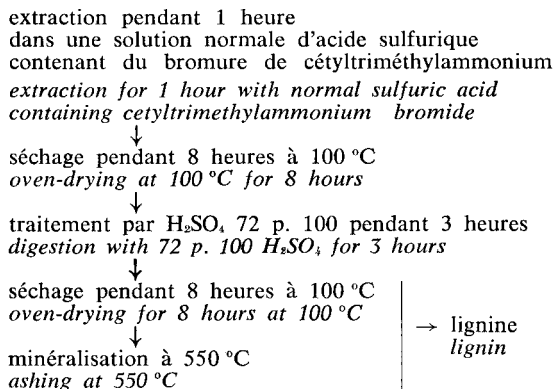 extraction pendant 1 heure
dans une solution normale d'acide sulfurique
contenant du bromure de cétyltriméthylammonium
extraction for 1 hour with normal sulfuric acid
containing cetyltrimethylammonium bromide
↓
séchage pendant 8 heures à 100 °C
oven-drying at 100 °C for 8 hours
↓
traitement par H₂SO₄ 72 p. 100 pendant 3 heures
digestion with 72 p. 100 H₂SO₄ for 3 hours
↓
séchage pendant 8 heures à 100 °C
oven-drying for 8 hours at 100 °C
→ lignine
lignin
↓
minéralisation à 550 °C
ashing at 550 °C